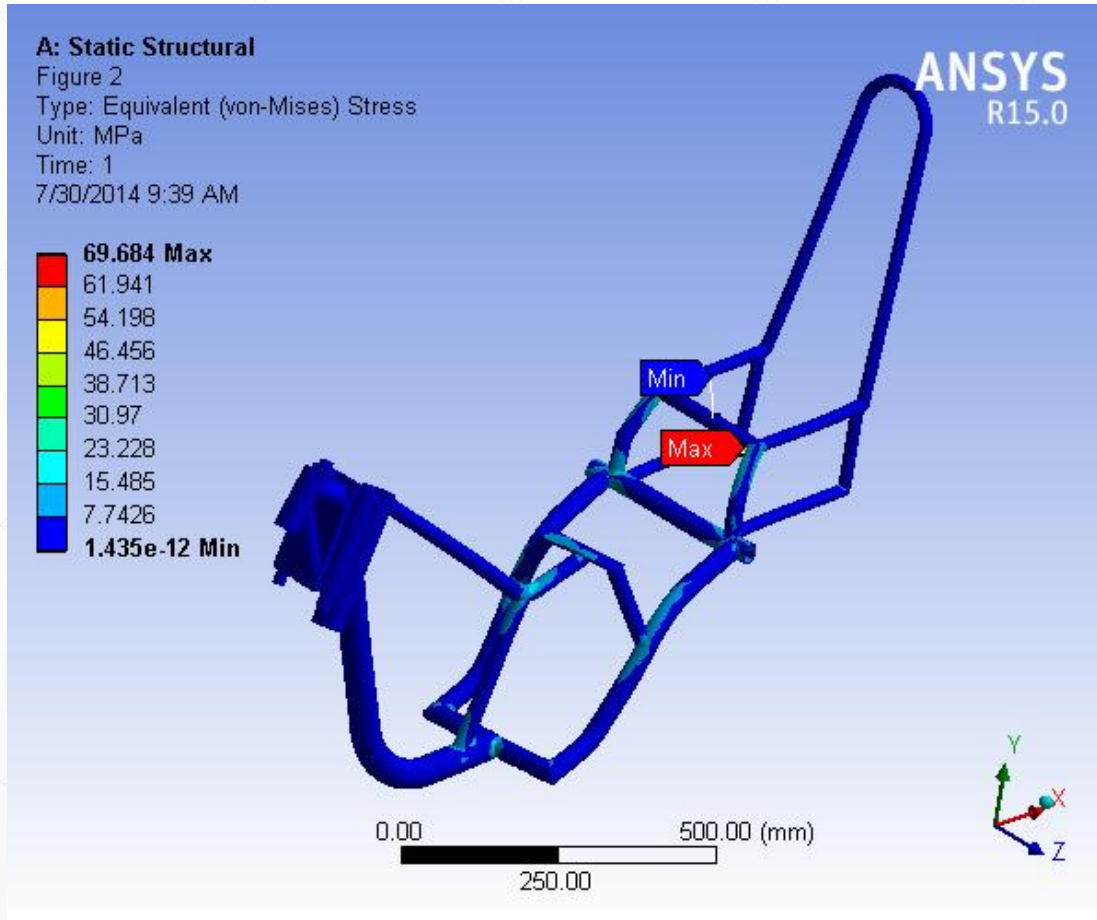 A: Static Structural
Figure 2
Type: Equivalent (von-Mises) Stress
Unit: MPa
Time: 1
7/30/2014 9:39 AM
ANSYS
R15.0
69.684 Max
61.941
54.198
46.456
38.713
30.97
23.228
15.485
7.7426
1.435e-12 Min
Min
Max
0.00
500.00 (mm)
250.00
Y
X
Z